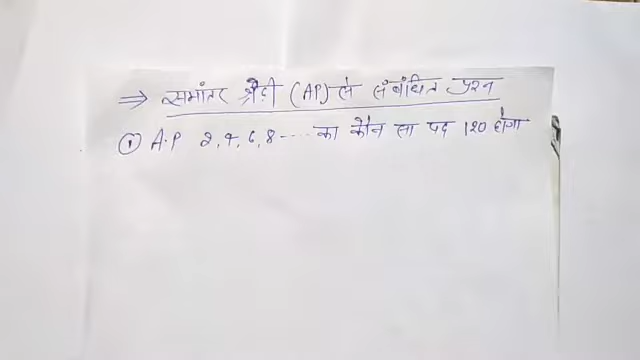 ⇒ समांतर श्रेढ़ी (AP) से संबंधित प्रश्न
① A.P 2, 4, 6, 8 ---- का कौन सा पद 120 होगा